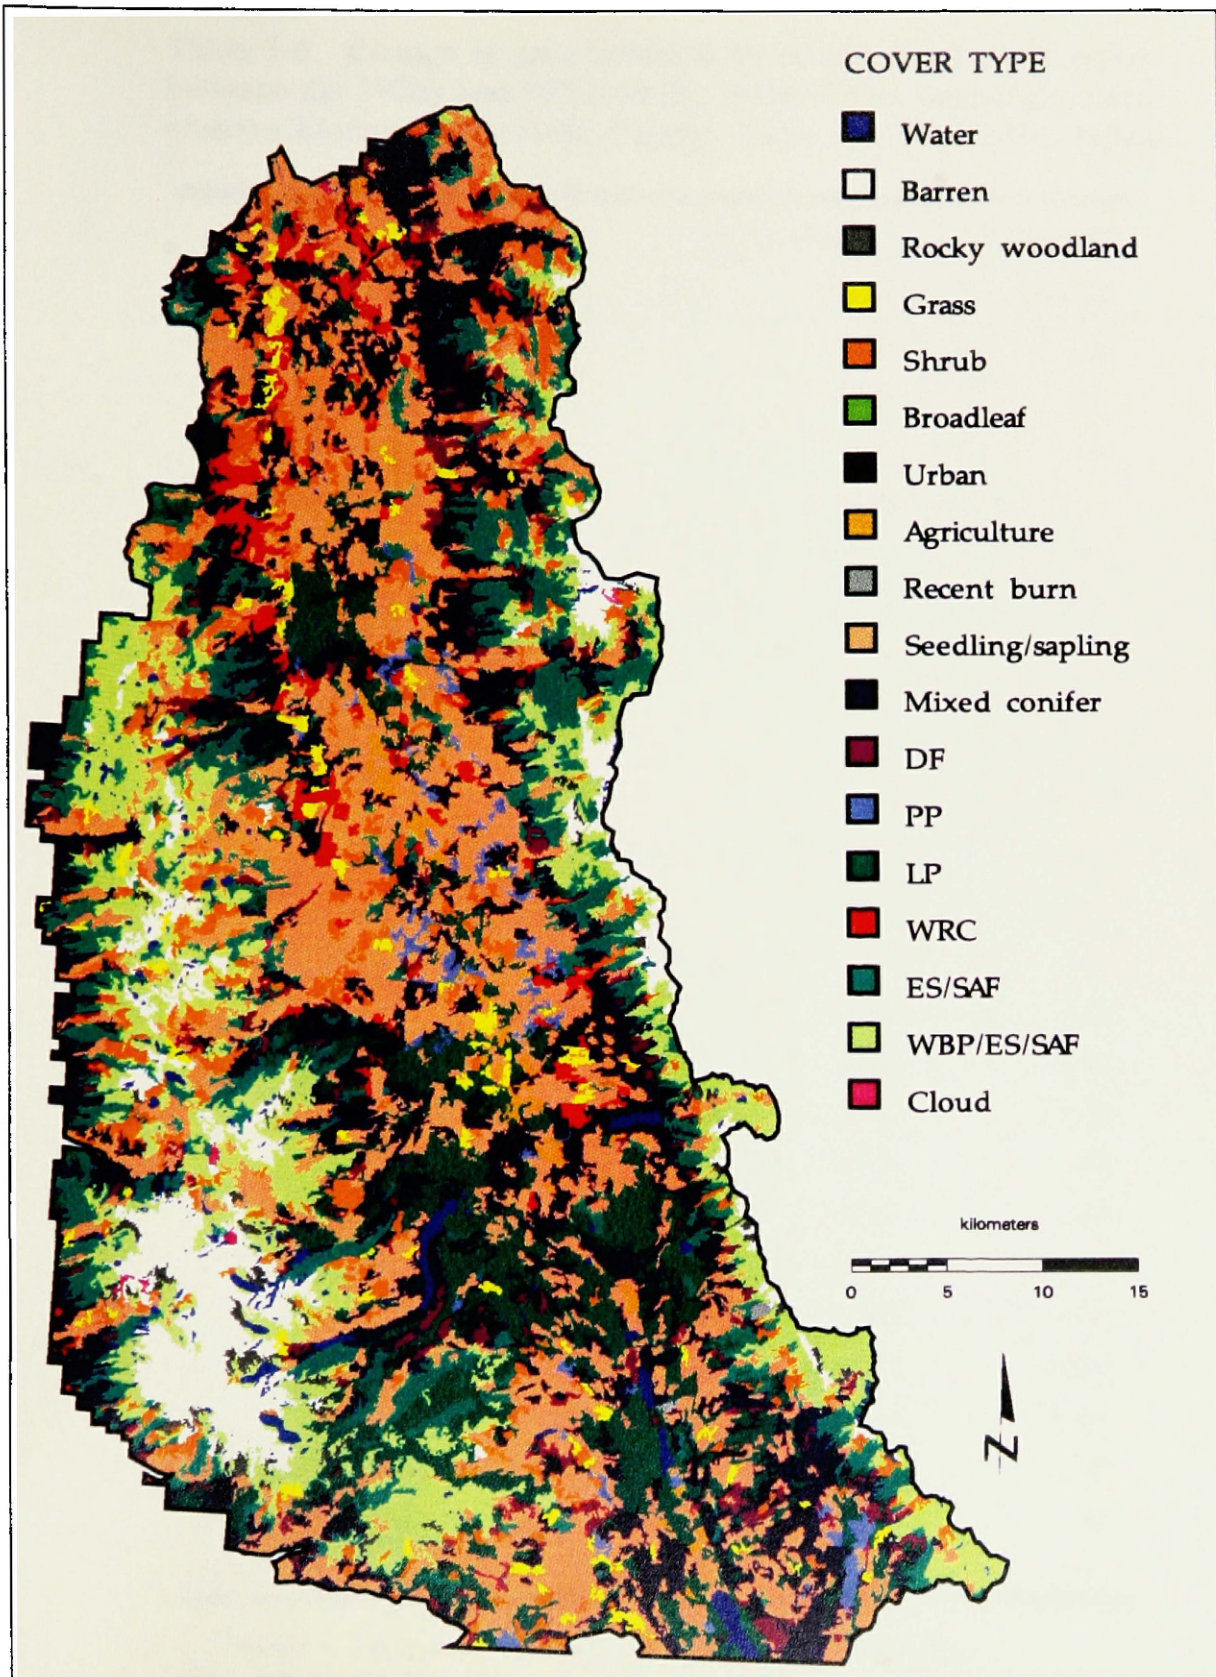 COVER TYPE
Water
Barren
Rocky woodland
Grass
Shrub
Broadleaf
Urban
Agriculture
Recent burn
Seedling/sapling
Mixed conifer
DF
PP
LP
WRC
ES/SAF
WBP/ES/SAF
Cloud
kilometers
0 5 10 15
N